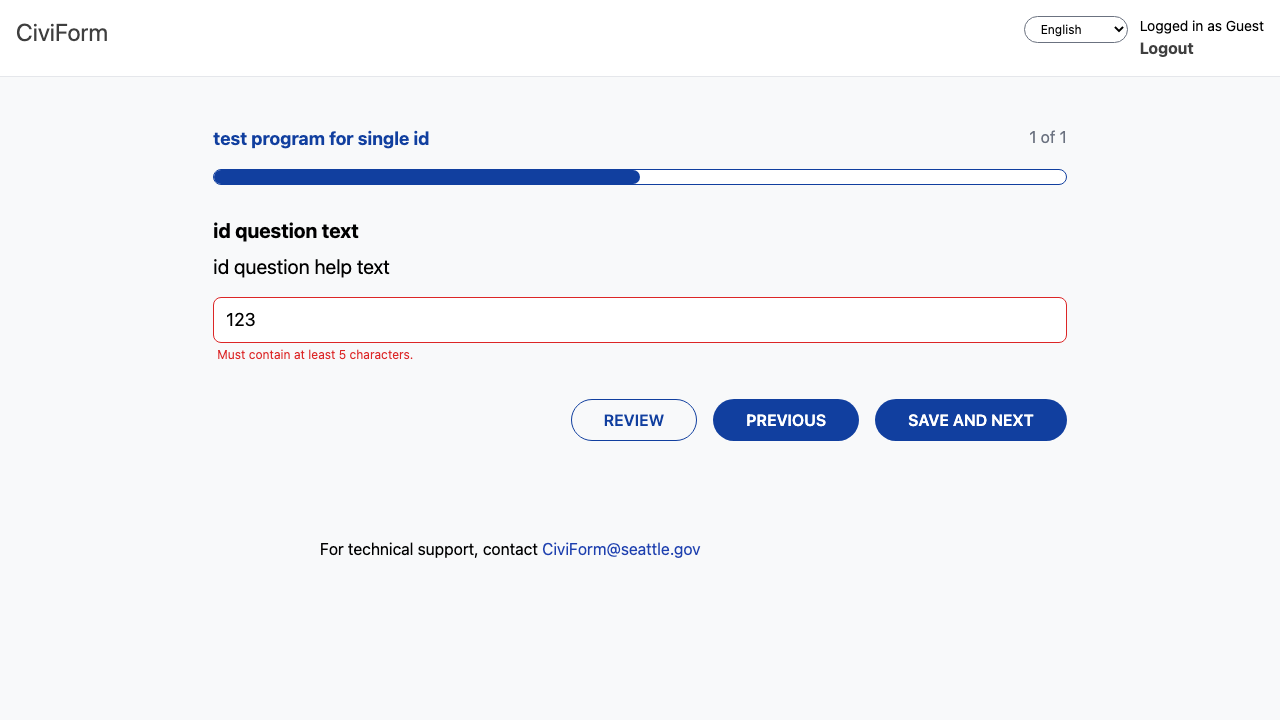 CiviForm
English
Logged in as Guest
Logout
test program for single id
1 of 1
id question text
id question help text
123
Must contain at least 5 characters.
REVIEW
PREVIOUS
SAVE AND NEXT
For technical support, contact CiviForm@seattle.gov